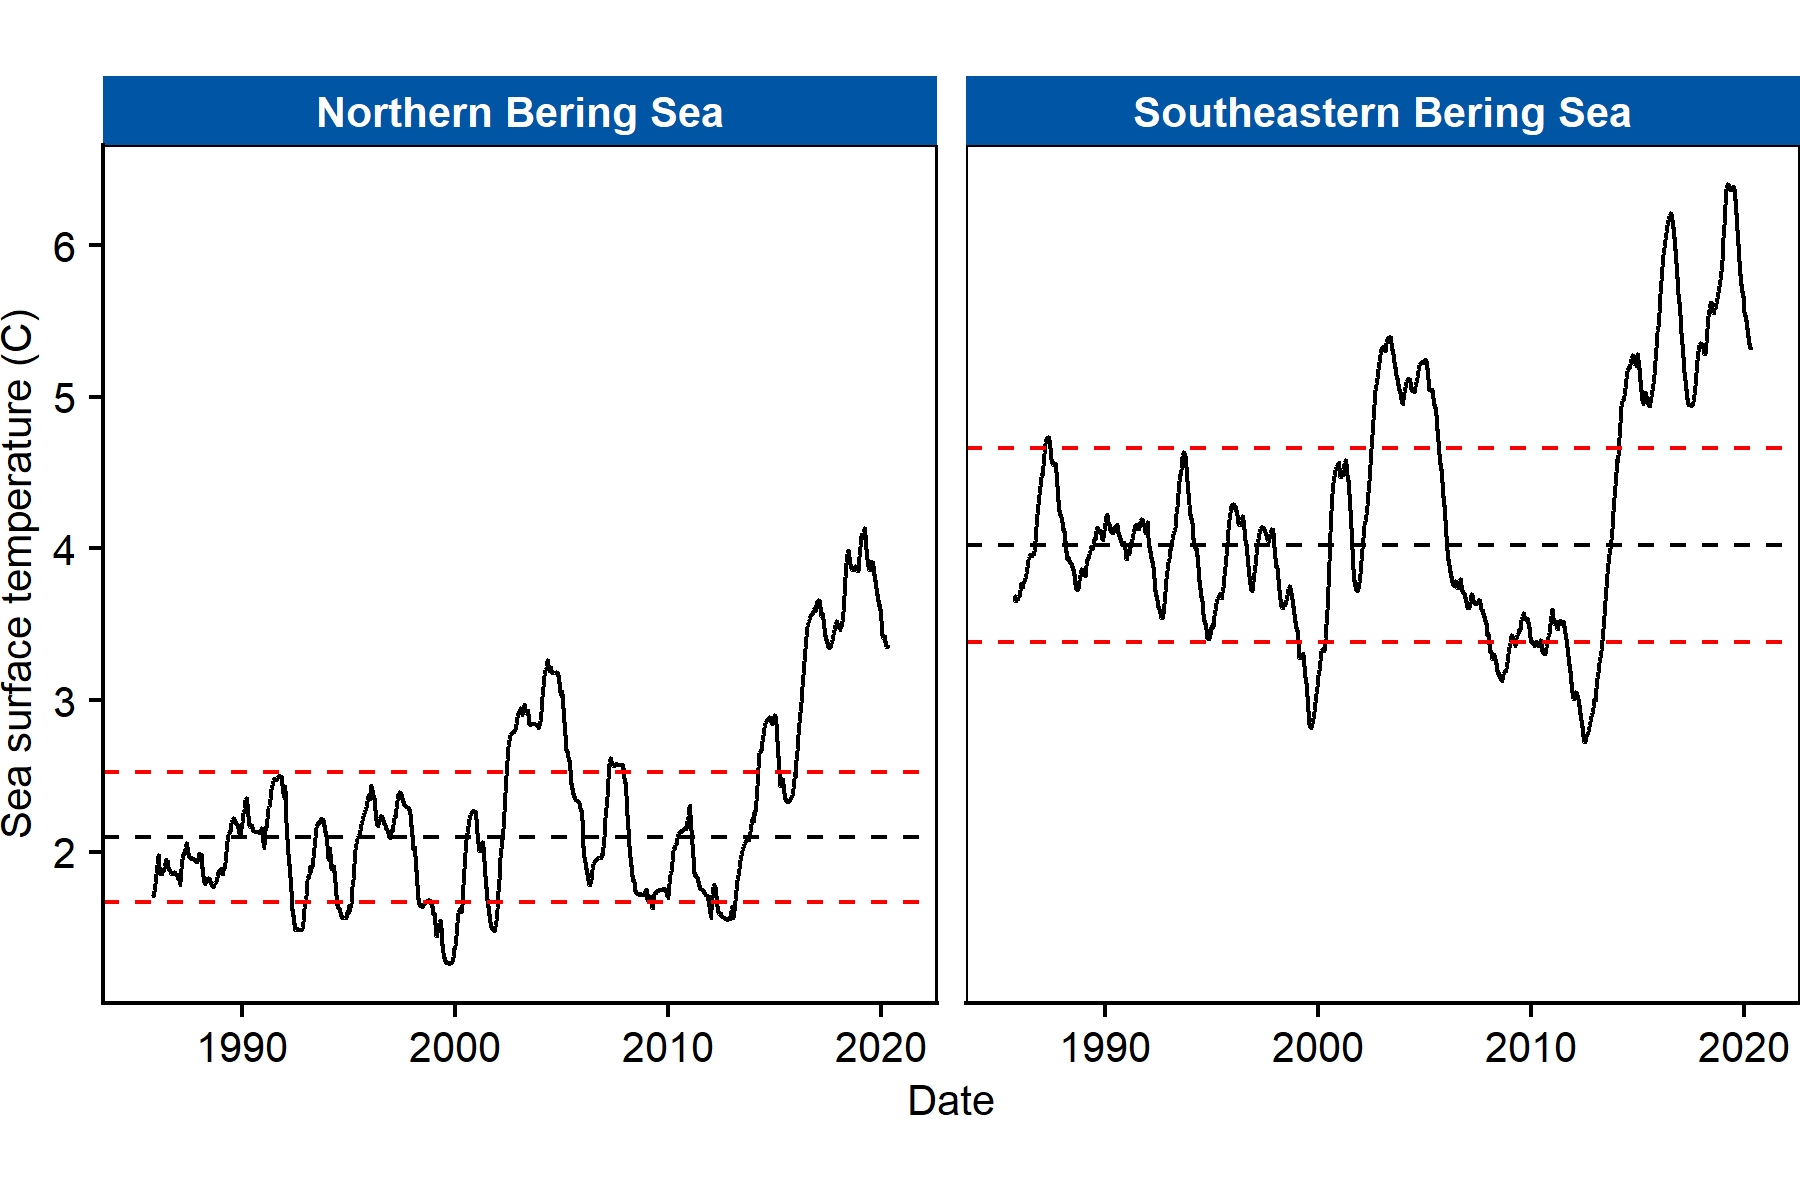 Northern Bering Sea
Southeastern Bering Sea
Sea surface temperature (C)
6
5
4
3
2
1990 2000 2010 2020
1990 2000 2010 2020
Date